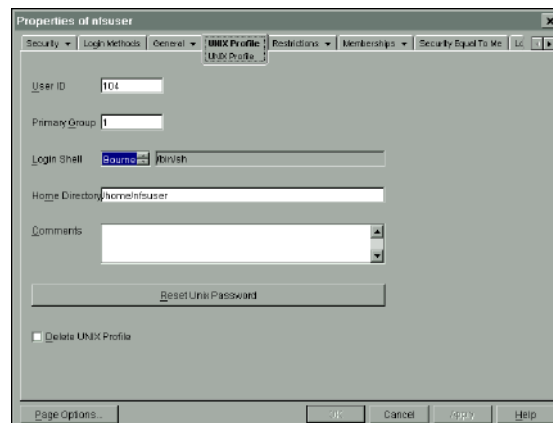 Properties of nfsuser
Security Login Methods General UNIX Profile Restrictions Memberships Security Equal To Me
UNIX Profile
User ID 104
Primary Group 1
Login Shell Bourne /bin/sh
Home Directory /home/nfsuser
Comments
Reset Unix Password
Delete UNIX Profile
Page Options... OK Cancel Apply Help